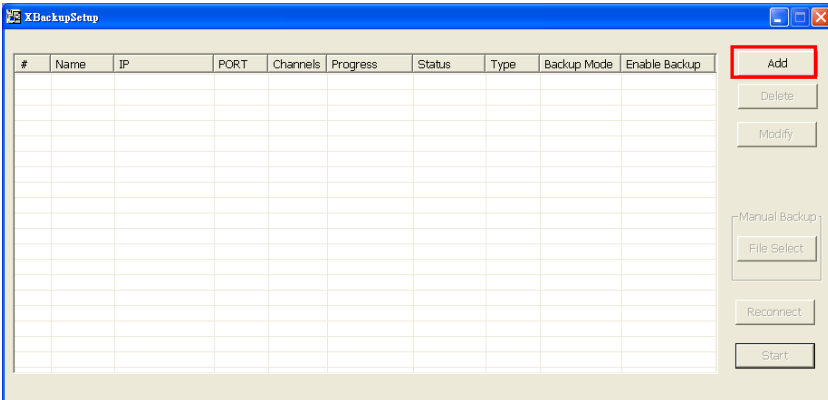 XBackupSetup
# Name IP PORT Channels Progress Status Type Backup Mode Enable Backup
Add
Delete
Modify
Manual Backup
File Select
Reconnect
Start